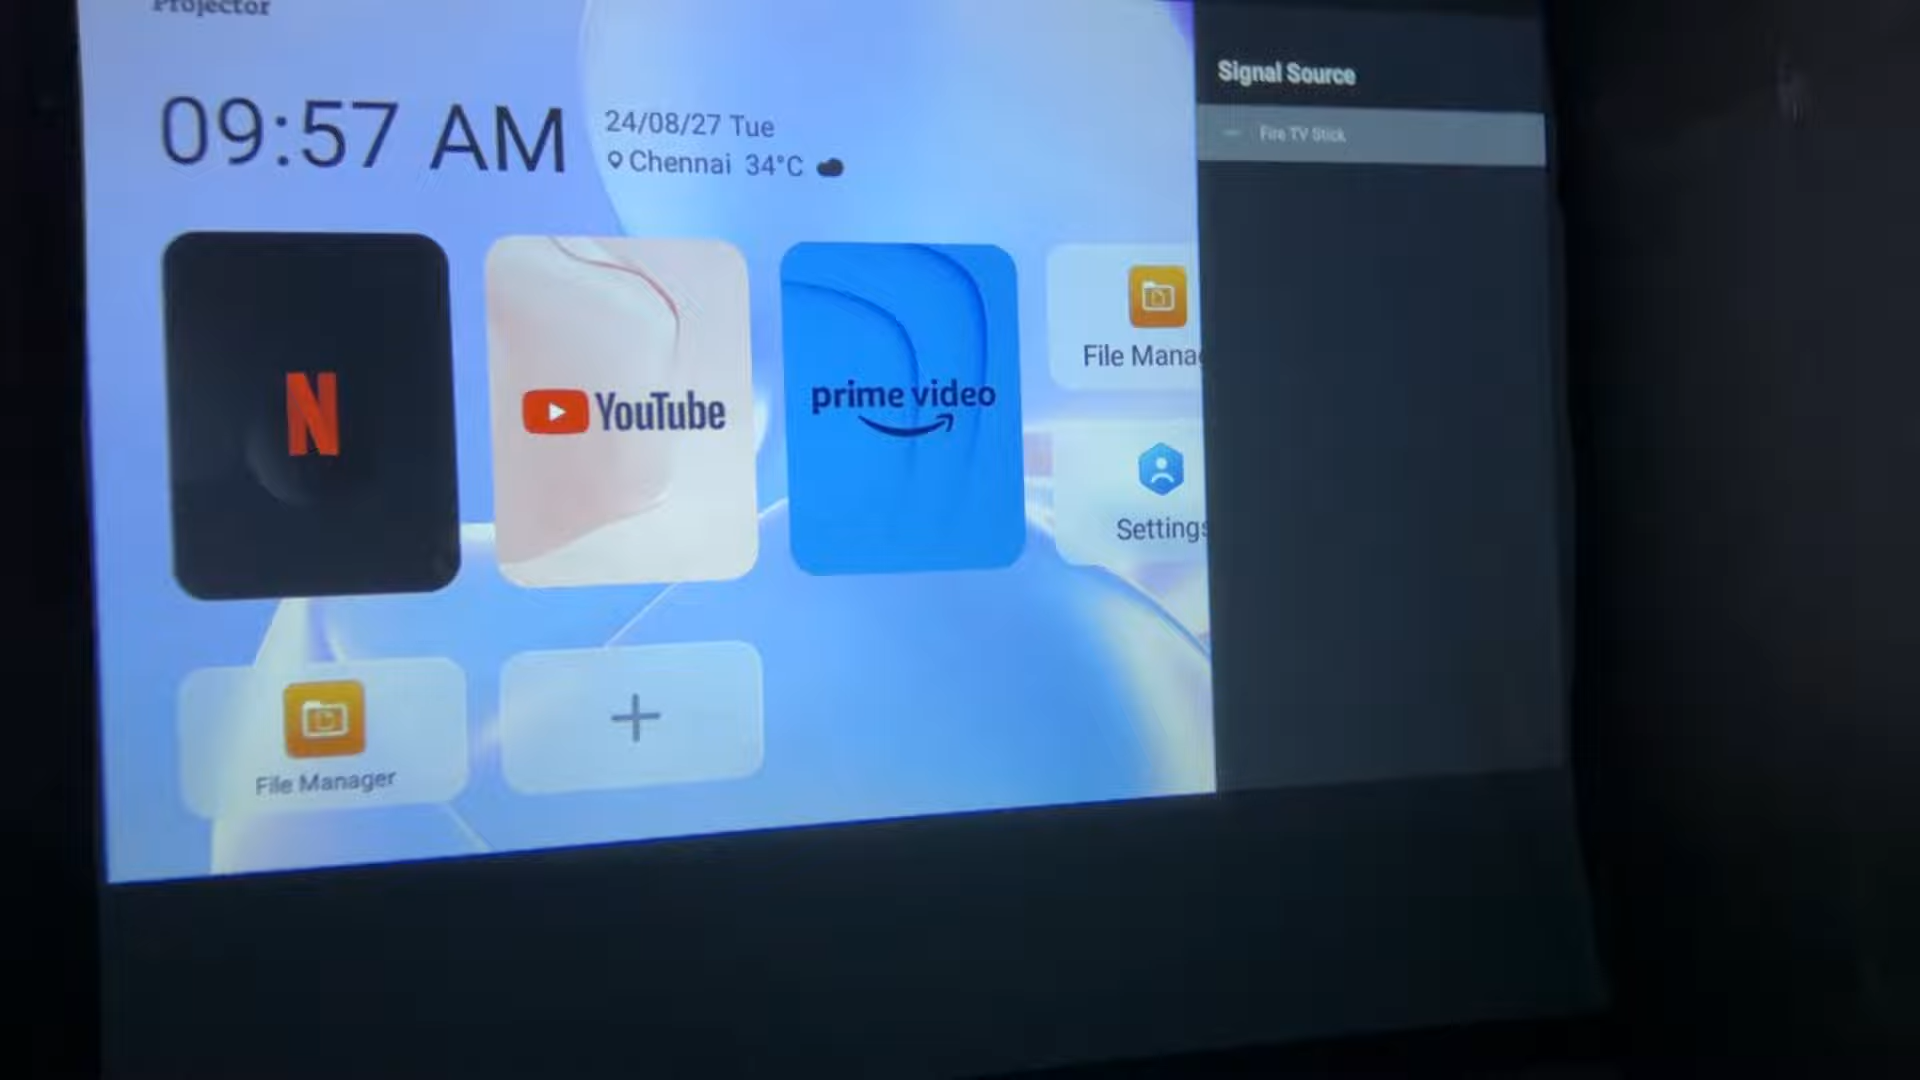 Projector
09:57 AM
24/08/27 Tue
Chennai 34°C
Signal Source
Fire TV Stick
N
YouTube
prime video
File Manag
Settings
File Manager
+